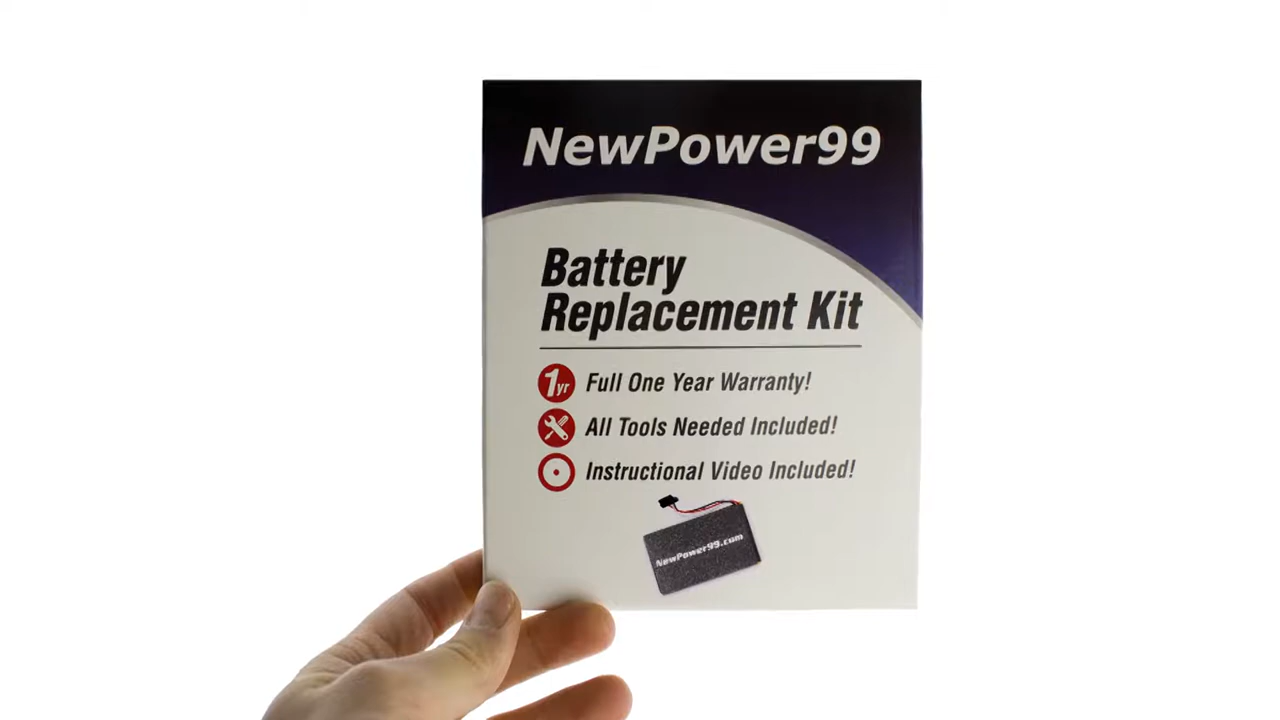 NewPower99
Battery
Replacement Kit
1yr Full One Year Warranty!
All Tools Needed Included!
Instructional Video Included!
NewPower99.com